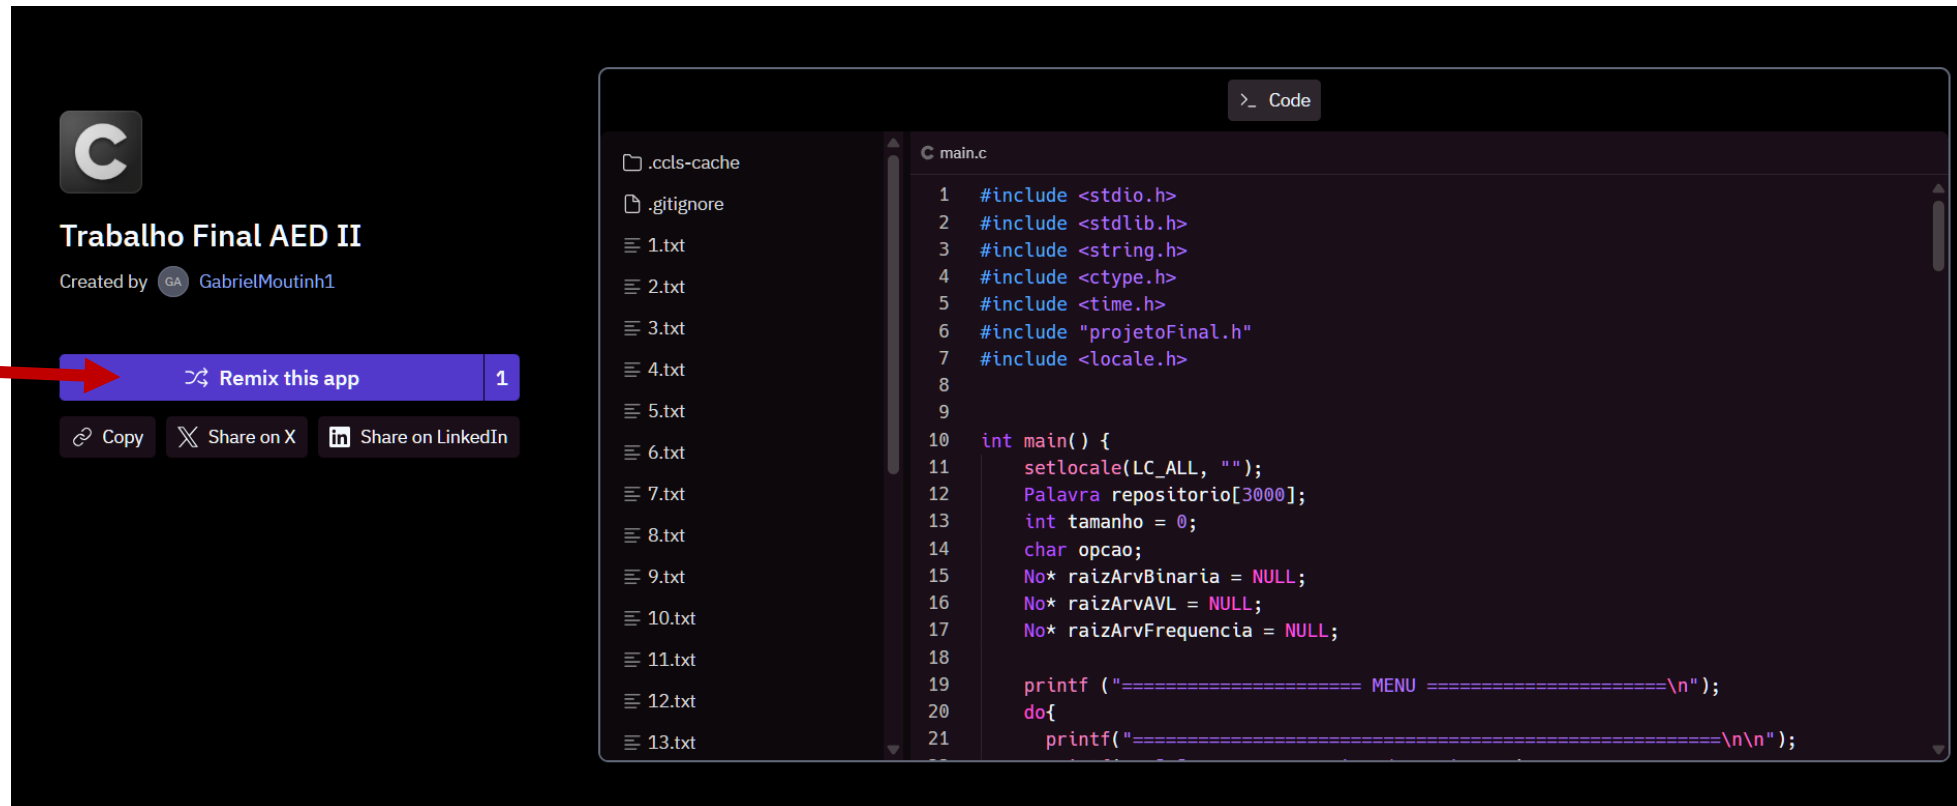 Trabalho Final AED II
Created by GA GabrielMoutinh1
Remix this app 1
Copy Share on X in Share on LinkedIn
>_ Code
.ccls-cache
.gitignore
1.txt
2.txt
3.txt
4.txt
5.txt
6.txt
7.txt
8.txt
9.txt
10.txt
11.txt
12.txt
13.txt
C main.c
1 #include <stdio.h>
2 #include <stdlib.h>
3 #include <string.h>
4 #include <ctype.h>
5 #include <time.h>
6 #include "projetoFinal.h"
7 #include <locale.h>
8
9
10 int main() {
11 setlocale(LC_ALL, "");
12 Palavra repositorio[3000];
13 int tamanho = 0;
14 char opcao;
15 No* raizArvBinaria = NULL;
16 No* raizArvAVL = NULL;
17 No* raizArvFrequencia = NULL;
18
19 printf ("====================== MENU ======================\n");
20 do{
21 printf("======================================================\n\n");